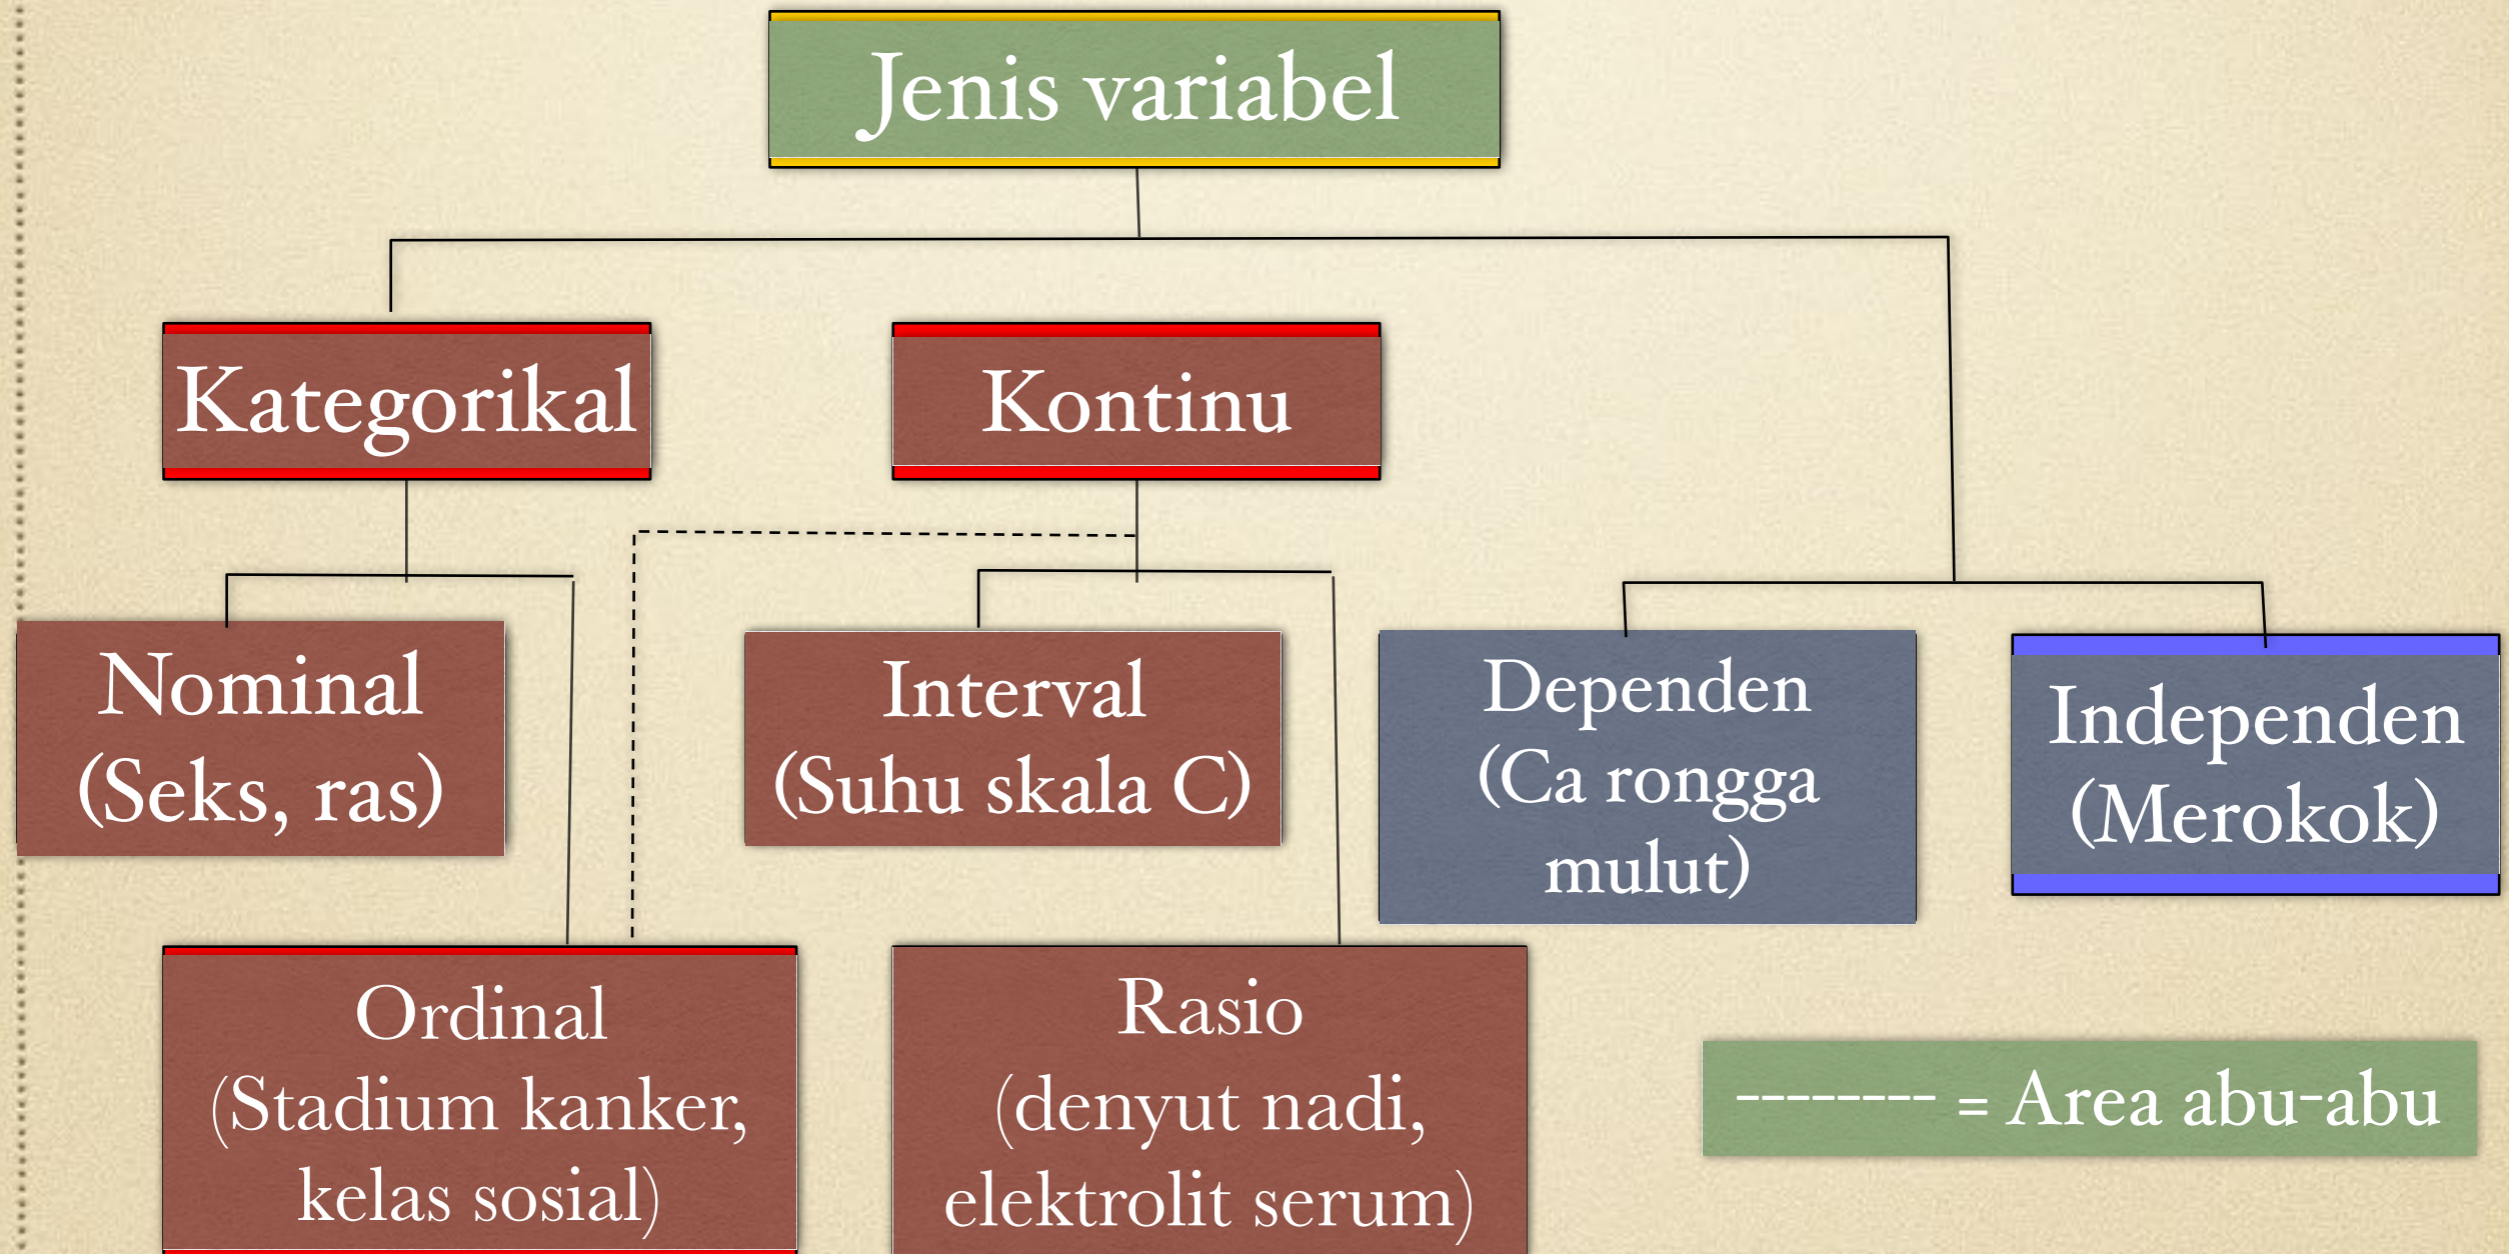 Jenis variabel
Kategorikal
Kontinu
Nominal
(Seks, ras)
Interval
(Suhu skala C)
Dependen
(Ca rongga
mulut)
Independen
(Merokok)
Ordinal
(Stadium kanker,
kelas sosial)
Rasio
(denyut nadi,
elektrolit serum)
-------- = Area abu-abu